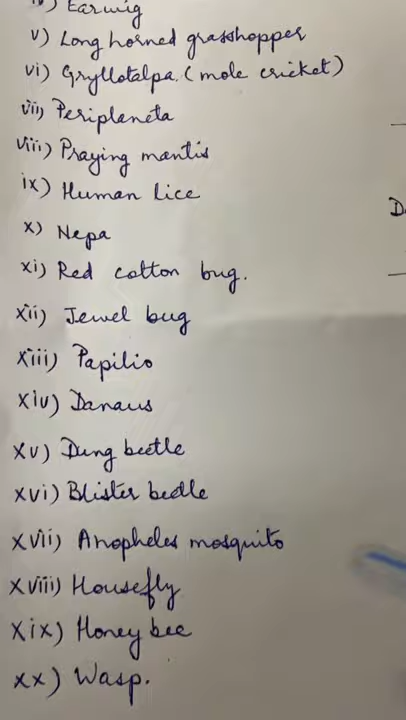 iv) Earwig
v) Long horned grasshopper
vi) Gryllotalpa. (mole cricket)
vii) Periplaneta
viii) Praying mantis
ix) Human lice
x) Nepa
xi) Red cotton bug.
xii) Jewel bug
xiii) Papilio
xiv) Danaus
xv) Dung beetle
xvi) Blister beetle
xvii) Anopheles mosquito
xviii) Housefly
xix) Honey bee
xx) Wasp.